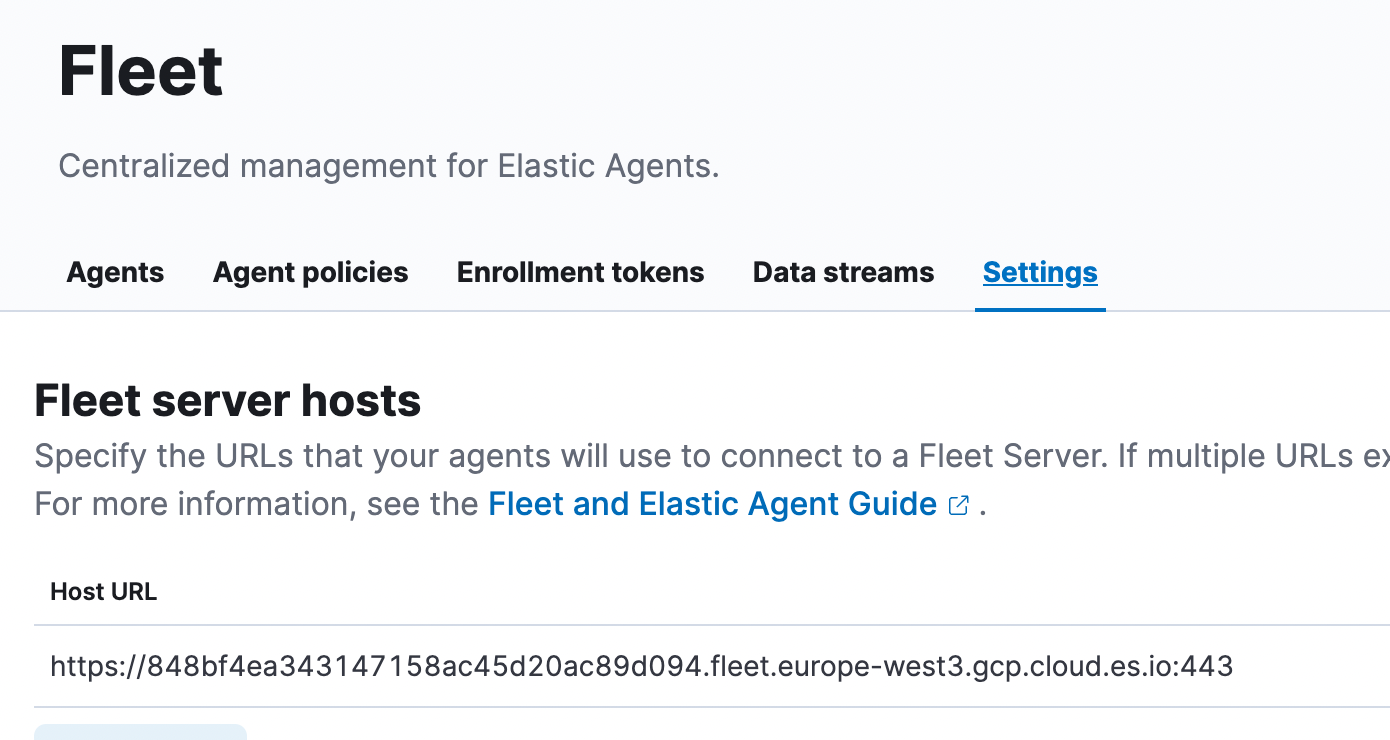 Fleet
Centralized management for Elastic Agents.
Agents Agent policies Enrollment tokens Data streams Settings
Fleet server hosts
Specify the URLs that your agents will use to connect to a Fleet Server. If multiple URLs ex
For more information, see the Fleet and Elastic Agent Guide .
Host URL
https://848bf4ea343147158ac45d20ac89d094.fleet.europe-west3.gcp.cloud.es.io:443